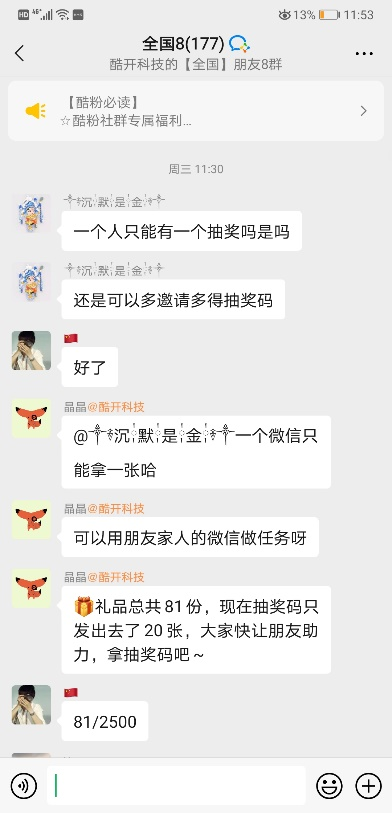 HD 46+ 13% 11:53
全国8(177)
酷开科技的【全国】朋友8群
【酷粉必读】
☆酷粉社群专属福利...
周三 11:30
沉默是金
一个人只能有一个抽奖吗是吗
沉默是金
还是可以多邀请多得抽奖码
🇨🇳
好了
晶晶@酷开科技
@沉默是金一个微信只
能拿一张哈
晶晶@酷开科技
可以用朋友家人的微信做任务呀
晶晶@酷开科技
🎁礼品总共81份，现在抽奖码只
发出去了20张，大家快让朋友助
力，拿抽奖码吧～
🇨🇳
81/2500